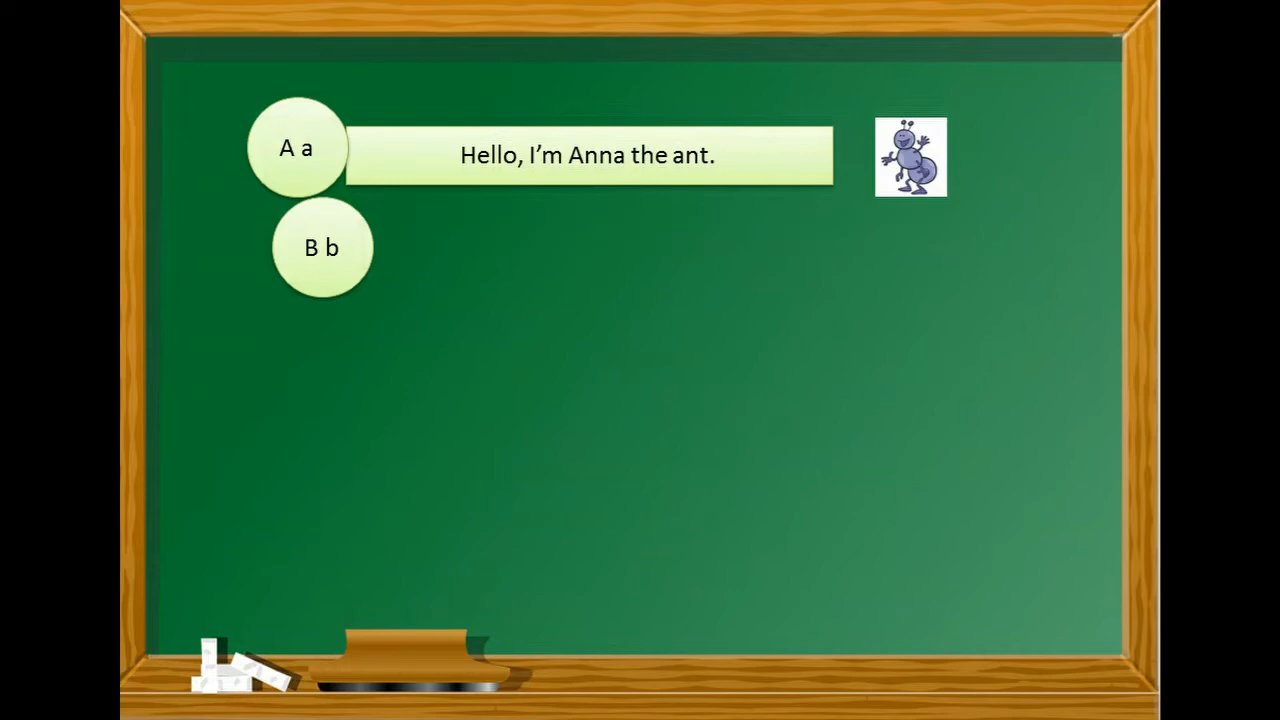 A a
Hello, I’m Anna the ant.
B b